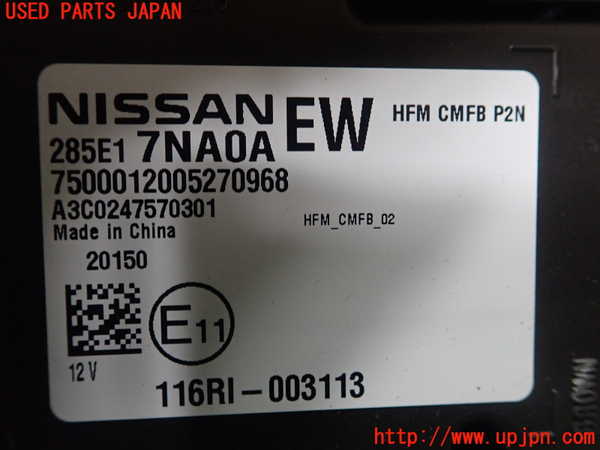 USED PARTS JAPAN
NISSAN EW HFM CMFB P2N
285E1 7NA0A
7500012005270968
A3C0247570301
HFM_CMFB_02
Made in China
20150
E11
12V
116RI-003113
http://www.upjpn.com/